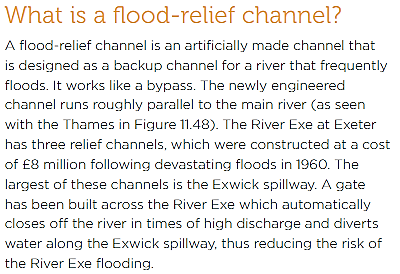 What is a flood-relief channel?
A flood-relief channel is an artificially made channel that
is designed as a backup channel for a river that frequently
floods. It works like a bypass. The newly engineered
channel runs roughly parallel to the main river (as seen
with the Thames in Figure 11.48). The River Exe at Exeter
has three relief channels, which were constructed at a cost
of £8 million following devastating floods in 1960. The
largest of these channels is the Exwick spillway. A gate
has been built across the River Exe which automatically
closes off the river in times of high discharge and diverts
water along the Exwick spillway, thus reducing the risk of
the River Exe flooding.